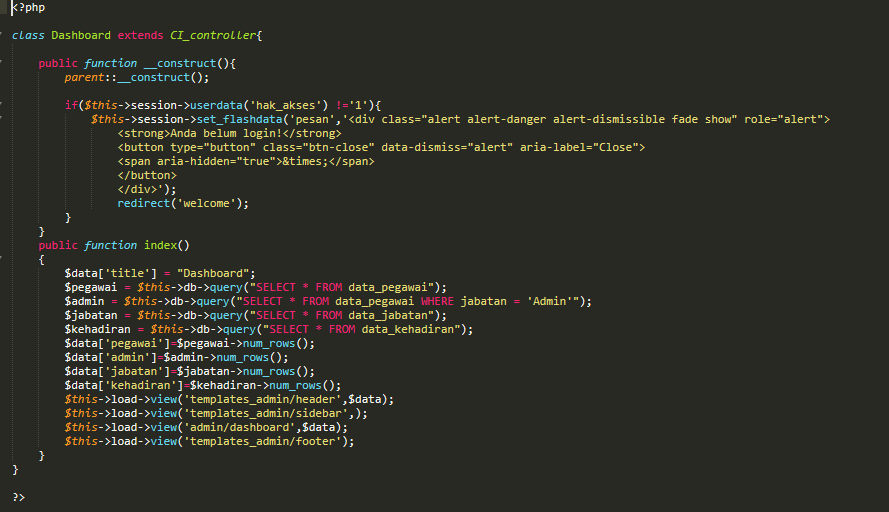 <?php
class Dashboard extends CI_controller{
public function __construct(){
parent::__construct();
if($this->session->userdata('hak_akses') !='1'){
$this->session->set_flashdata('pesan','<div class="alert alert-danger alert-dismissible fade show" role="alert">
<strong>Anda belum login!</strong>
<button type="button" class="btn-close" data-dismiss="alert" aria-label="Close">
<span aria-hidden="true">&times;</span>
</button>
</div>');
redirect('welcome');
}
}
public function index()
{
$data['title'] = "Dashboard";
$pegawai = $this->db->query("SELECT * FROM data_pegawai");
$admin = $this->db->query("SELECT * FROM data_pegawai WHERE jabatan = 'Admin'");
$jabatan = $this->db->query("SELECT * FROM data_jabatan");
$kehadiran = $this->db->query("SELECT * FROM data_kehadiran");
$data['pegawai']=$pegawai->num_rows();
$data['admin']=$admin->num_rows();
$data['jabatan']=$jabatan->num_rows();
$data['kehadiran']=$kehadiran->num_rows();
$this->load->view('templates_admin/header',$data);
$this->load->view('templates_admin/sidebar',);
$this->load->view('admin/dashboard',$data);
$this->load->view('templates_admin/footer');
}
}
?>